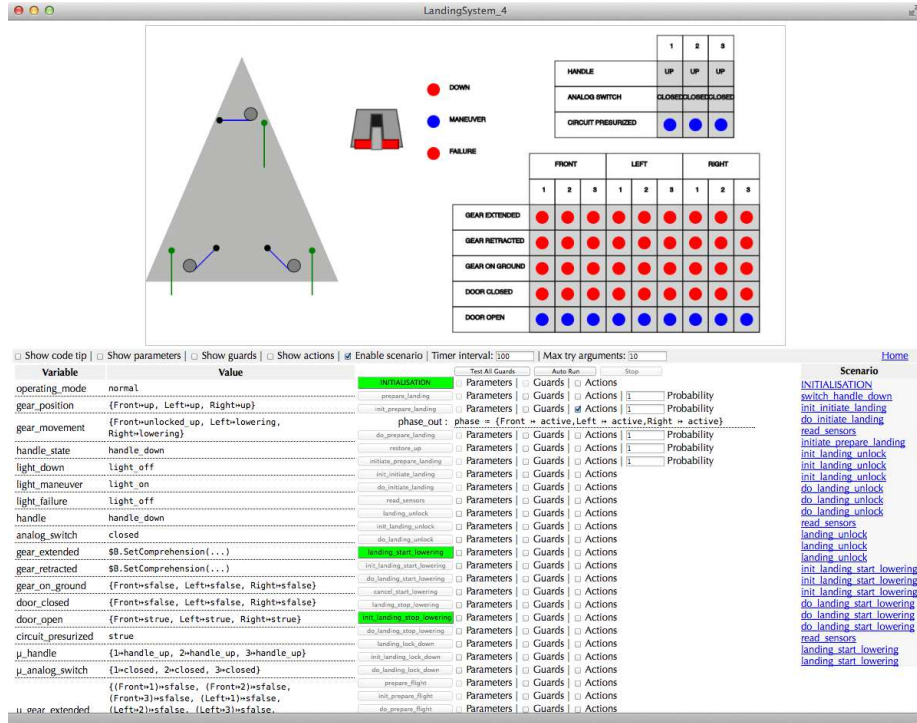 LandingSystem_4
DOWN
MANEUVER
FAILURE
1 2 3
HANDLE UP UP UP
ANALOG SWITCH CLOSED CLOSED CLOSED
CIRCUIT PRESURIZED
FRONT LEFT RIGHT
1 2 3 1 2 3 1 2 3
GEAR EXTENDED
GEAR RETRACTED
GEAR ON GROUND
DOOR CLOSED
DOOR OPEN
Show code tip | Show parameters | Show guards | Show actions | Enable scenario | Timer interval: 100 | Max try arguments: 10 Home
Variable Value
operating_mode normal
gear_position {Front↦up, Left↦up, Right↦up}
gear_movement {Front↦unlocked_up, Left↦lowering,
Right↦lowering}
handle_state handle_down
light_down light_off
light_maneuver light_on
light_failure light_off
handle handle_down
analog_switch closed
gear_extended $B.SetComprehension(...)
gear_retracted $B.SetComprehension(...)
gear_on_ground {Front↦sfalse, Left↦sfalse, Right↦sfalse}
door_closed {Front↦sfalse, Left↦sfalse, Right↦sfalse}
door_open {Front↦strue, Left↦strue, Right↦strue}
circuit_presurized strue
μ_handle {1↦handle_up, 2↦handle_up, 3↦handle_up}
μ_analog_switch {1↦closed, 2↦closed, 3↦closed}
{(Front↦1)↦sfalse, (Front↦2)↦sfalse,
(Front↦3)↦sfalse, (Left↦1)↦sfalse,
μ_gear_extended (Left↦2)↦sfalse, (Left↦3)↦sfalse,
Test All Guards Auto Run Stop
INITIALISATION Parameters | Guards | Actions
prepare_landing Parameters | Guards | Actions | 1 Probability
init_prepare_landing Parameters | Guards | Actions | 1 Probability
phase_out : phase ≔ {Front ↦ active,Left ↦ active,Right ↦ active}
do_prepare_landing Parameters | Guards | Actions | 1 Probability
restore_up Parameters | Guards | Actions | 1 Probability
initiate_prepare_landing Parameters | Guards | Actions | 1 Probability
init_initiate_landing Parameters | Guards | Actions
do_initiate_landing Parameters | Guards | Actions
read_sensors Parameters | Guards | Actions
landing_unlock Parameters | Guards | Actions
init_landing_unlock Parameters | Guards | Actions
do_landing_unlock Parameters | Guards | Actions
landing_start_lowering Parameters | Guards | Actions
init_landing_start_lowering Parameters | Guards | Actions
do_landing_start_lowering Parameters | Guards | Actions
cancel_start_lowering Parameters | Guards | Actions
landing_stop_lowering Parameters | Guards | Actions
init_landing_stop_lowering Parameters | Guards | Actions
do_landing_stop_lowering Parameters | Guards | Actions
landing_lock_down Parameters | Guards | Actions
init_landing_lock_down Parameters | Guards | Actions
do_landing_lock_down Parameters | Guards | Actions
prepare_flight Parameters | Guards | Actions
init_prepare_flight Parameters | Guards | Actions
do_prepare_flight Parameters | Guards | Actions
Scenario
INITIALISATION
switch_handle_down
init_initiate_landing
do_initiate_landing
read_sensors
initiate_prepare_landing
init_landing_unlock
init_landing_unlock
init_landing_unlock
do_landing_unlock
do_landing_unlock
do_landing_unlock
read_sensors
landing_unlock
landing_unlock
landing_unlock
init_landing_start_lowering
init_landing_start_lowering
init_landing_start_lowering
do_landing_start_lowering
do_landing_start_lowering
do_landing_start_lowering
read_sensors
landing_start_lowering
landing_start_lowering